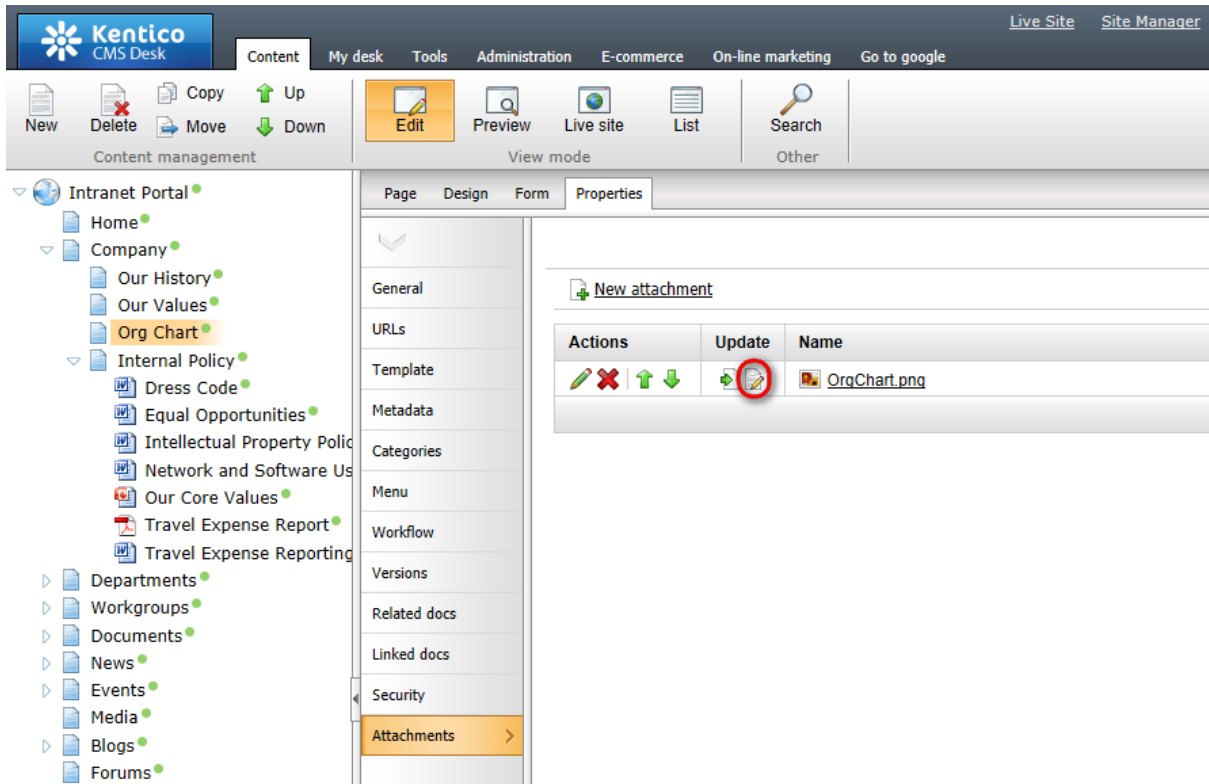 Live Site Site Manager
Kentico
CMS Desk
Content My desk Tools Administration E-commerce On-line marketing Go to google
New Delete Copy Move Up Down
Content management
Edit Preview Live site List
View mode
Search
Other
Intranet Portal
Home
Company
Our History
Our Values
Org Chart
Internal Policy
Dress Code
Equal Opportunities
Intellectual Property Polic
Network and Software Us
Our Core Values
Travel Expense Report
Travel Expense Reporting
Departments
Workgroups
Documents
News
Events
Media
Blogs
Forums
Page Design Form Properties
General
URLs
Template
Metadata
Categories
Menu
Workflow
Versions
Related docs
Linked docs
Security
Attachments
New attachment
Actions Update Name
OrgChart.png